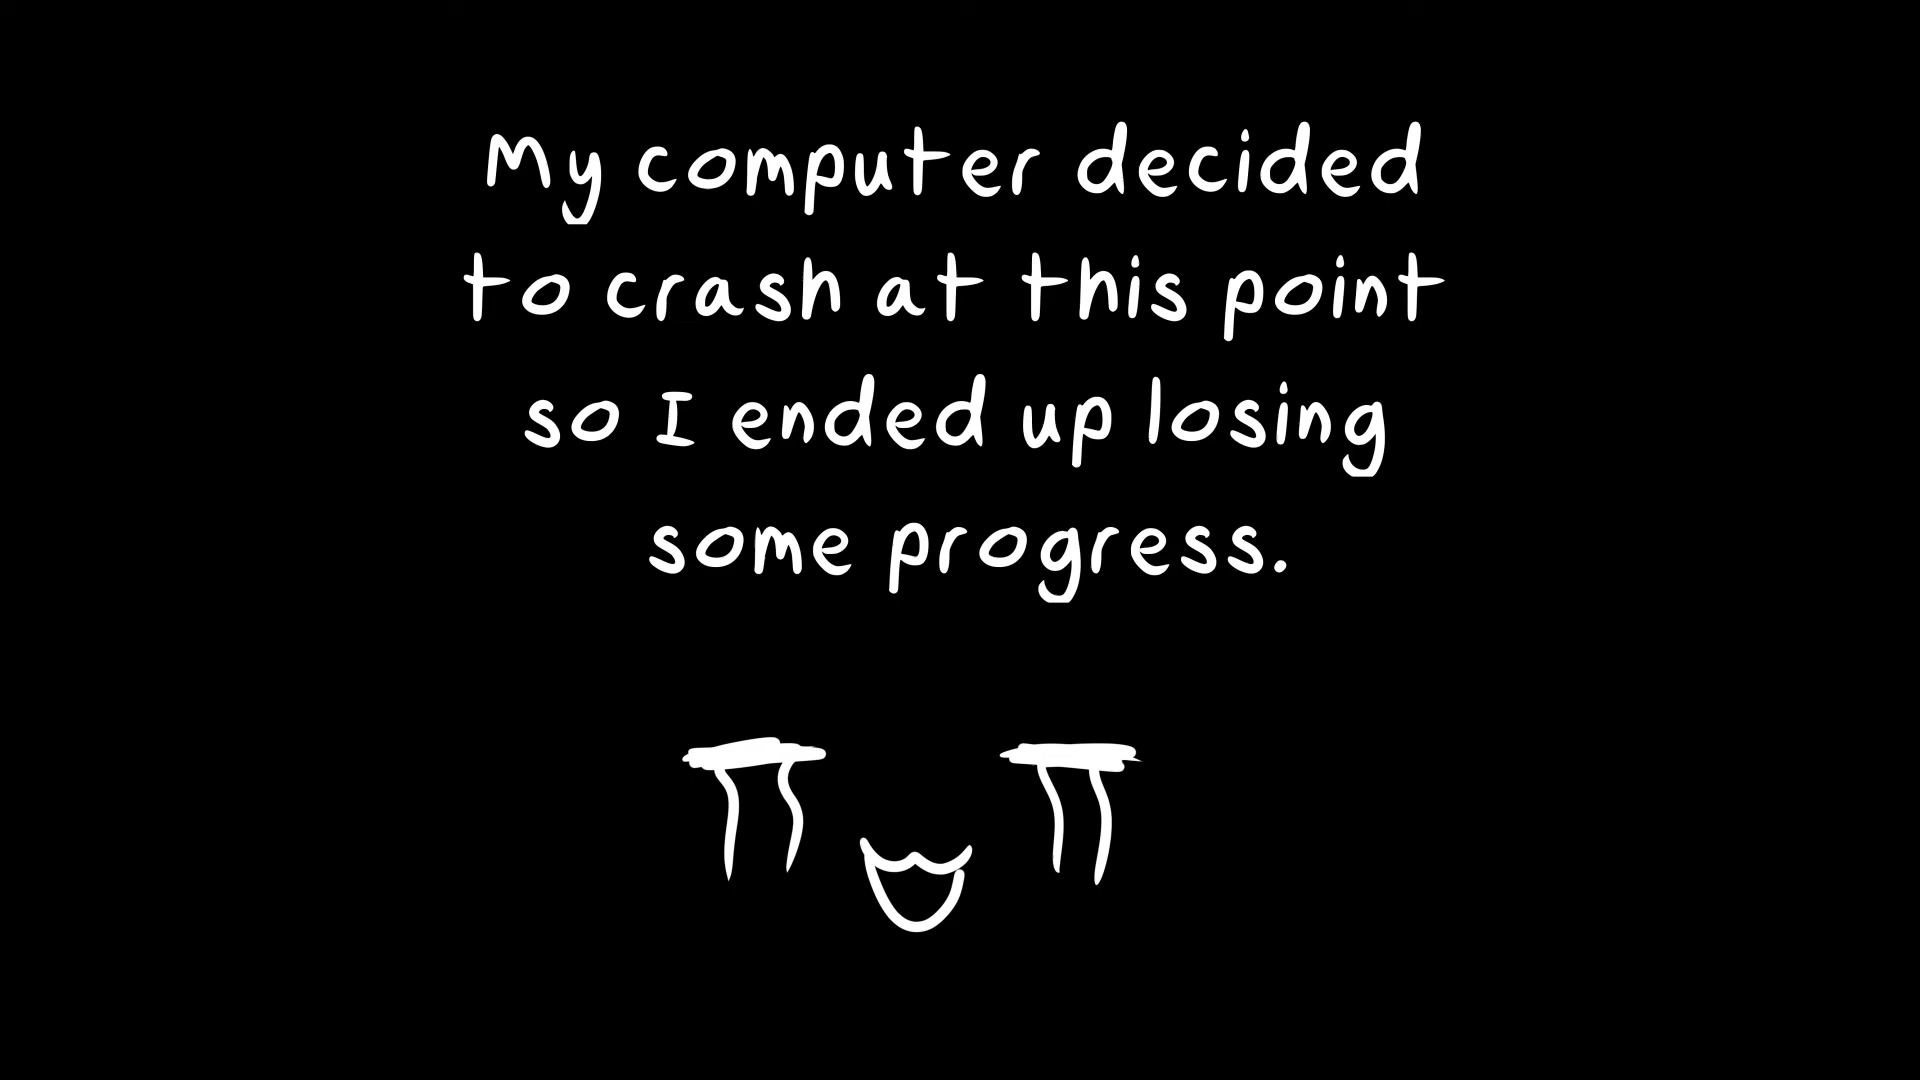 My computer decided
to crash at this point
so I ended up losing
some progress.